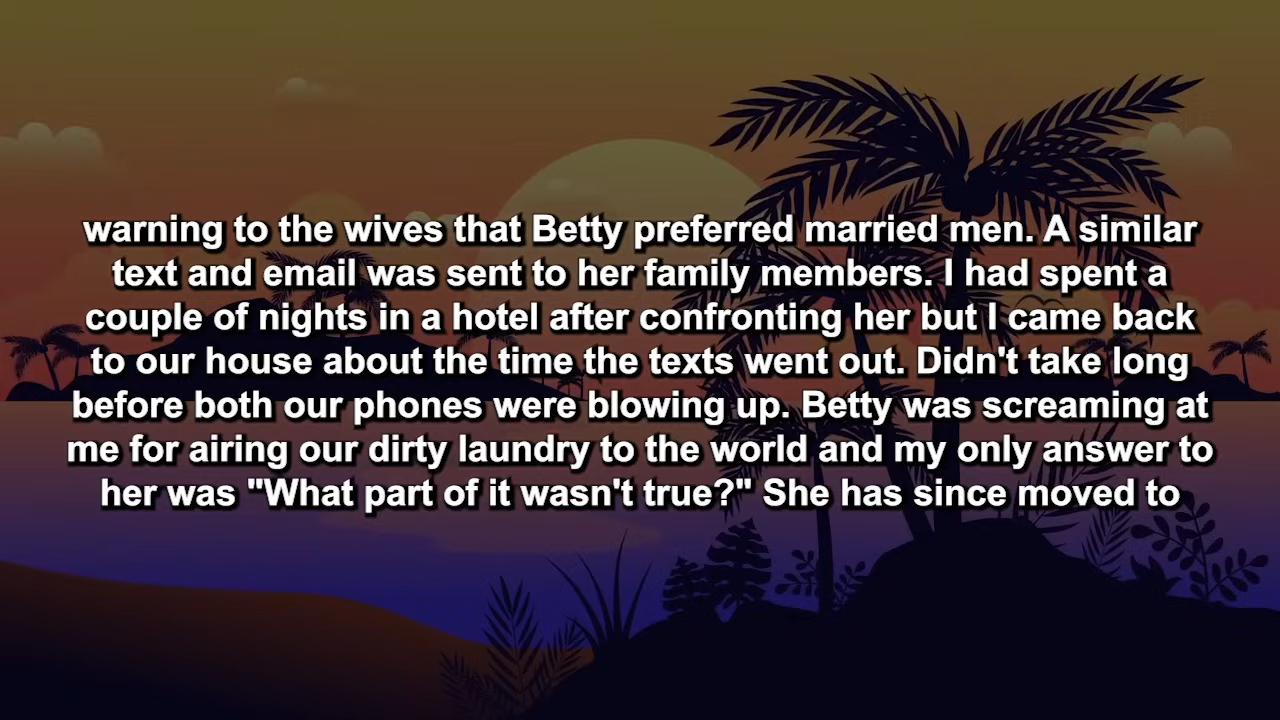 warning to the wives that Betty preferred married men. A similar
text and email was sent to her family members. I had spent a
couple of nights in a hotel after confronting her but I came back
to our house about the time the texts went out. Didn't take long
before both our phones were blowing up. Betty was screaming at
me for airing our dirty laundry to the world and my only answer to
her was "What part of it wasn't true?" She has since moved to